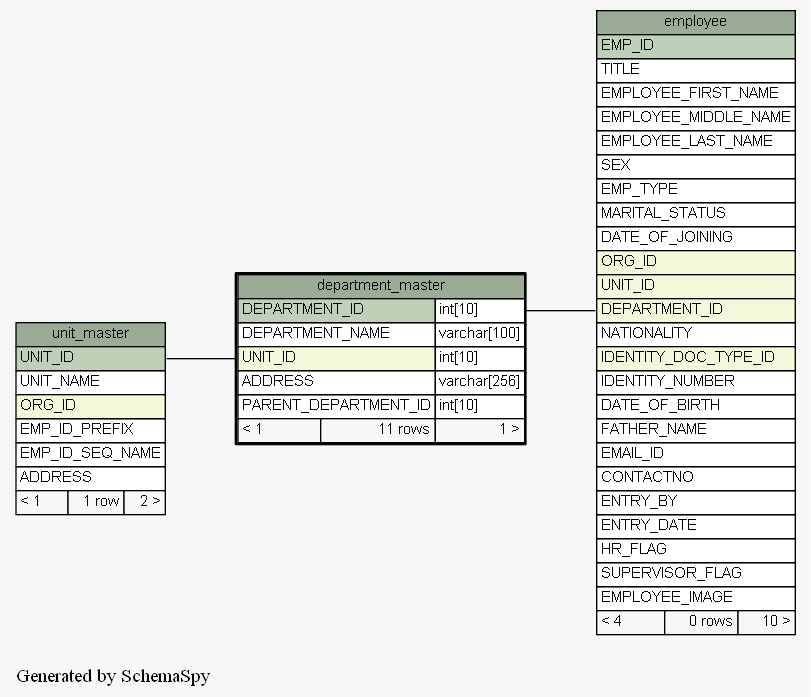 employee
EMP_ID
TITLE
EMPLOYEE_FIRST_NAME
EMPLOYEE_MIDDLE_NAME
EMPLOYEE_LAST_NAME
SEX
EMP_TYPE
MARITAL_STATUS
DATE_OF_JOINING
ORG_ID
UNIT_ID
DEPARTMENT_ID
NATIONALITY
IDENTITY_DOC_TYPE_ID
IDENTITY_NUMBER
DATE_OF_BIRTH
FATHER_NAME
EMAIL_ID
CONTACTNO
ENTRY_BY
ENTRY_DATE
HR_FLAG
SUPERVISOR_FLAG
EMPLOYEE_IMAGE
< 4 0 rows 10 >
department_master
DEPARTMENT_ID int[10]
DEPARTMENT_NAME varchar[100]
UNIT_ID int[10]
ADDRESS varchar[256]
PARENT_DEPARTMENT_ID int[10]
< 1 11 rows 1 >
unit_master
UNIT_ID
UNIT_NAME
ORG_ID
EMP_ID_PREFIX
EMP_ID_SEQ_NAME
ADDRESS
< 1 1 row 2 >
Generated by SchemaSpy